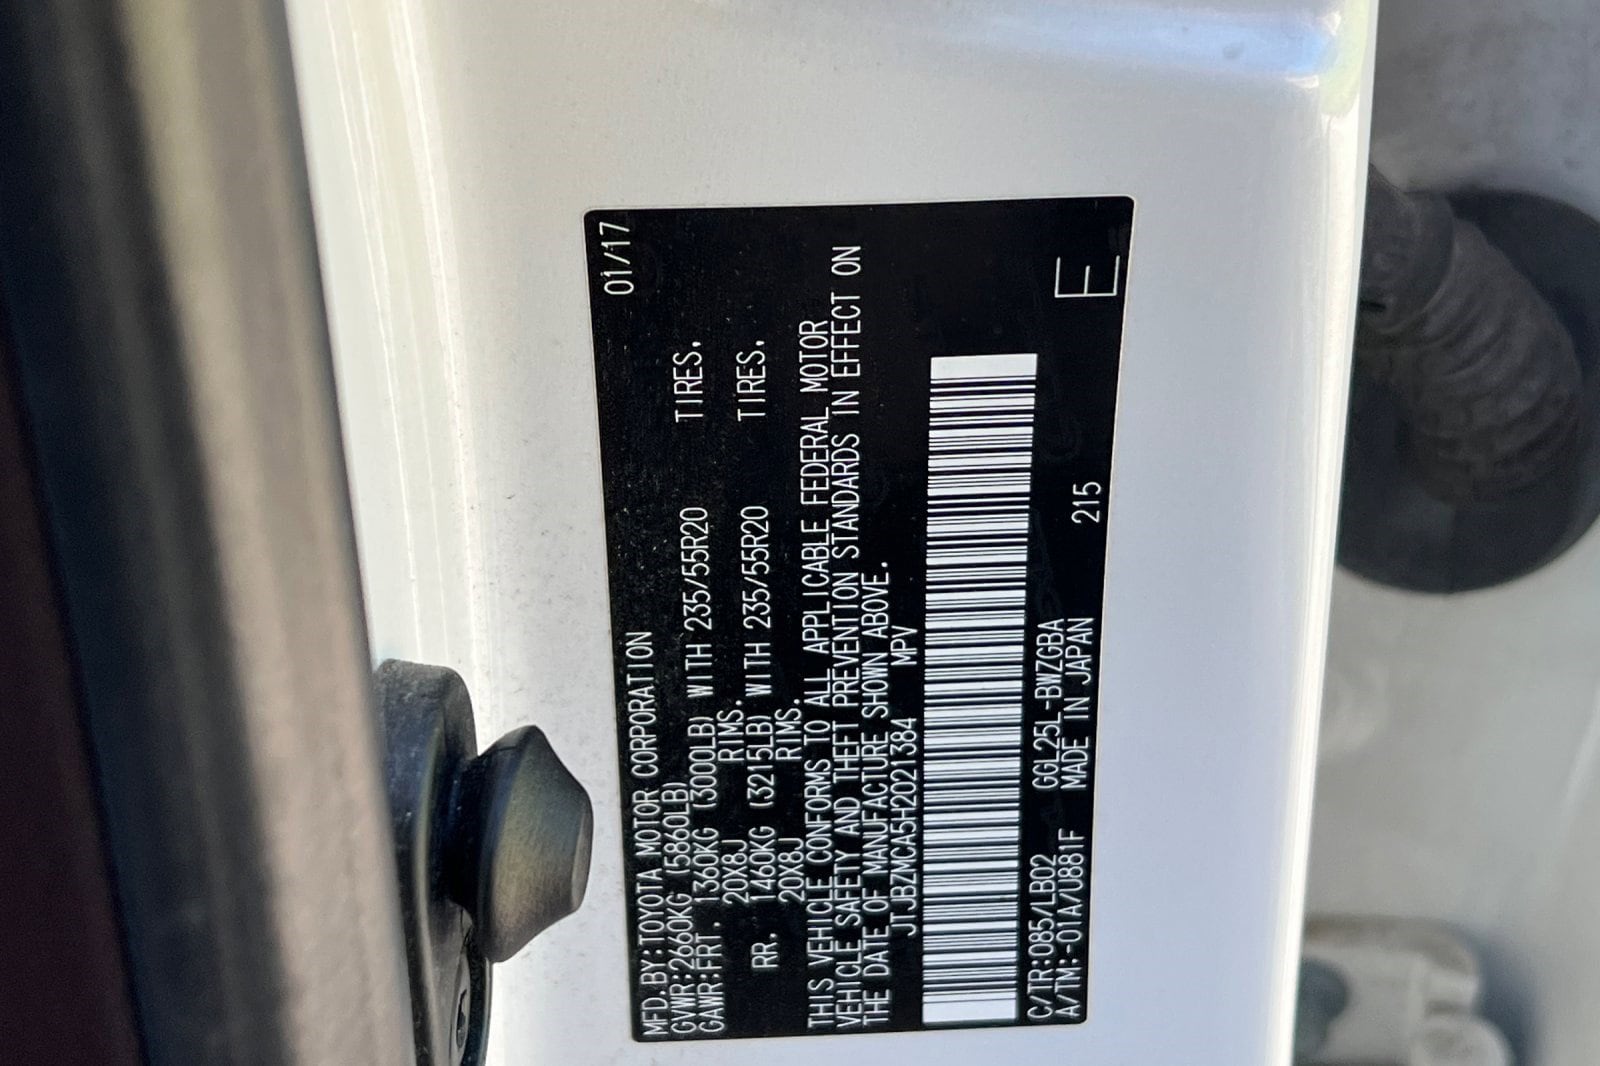 MFD.BY:TOYOTA MOTOR CORPORATION 01/17
GVWR:2660KG (5860LB)
GAWR:FRT. 1360KG (3000LB) WITH 235/55R20 TIRES.
20X8J RIMS.
RR. 1460KG (3215LB) WITH 235/55R20 TIRES.
20X8J RIMS.
THIS VEHICLE CONFORMS TO ALL APPLICABLE FEDERAL MOTOR
VEHICLE SAFETY AND THEFT PREVENTION STANDARDS IN EFFECT ON
THE DATE OF MANUFACTURE SHOWN ABOVE.
JTJBZMCA5H2021384 MPV
C/TR:085/LB02 GGL25L-BWZGBA
A/TM:-01A/U881F MADE IN JAPAN 215 E